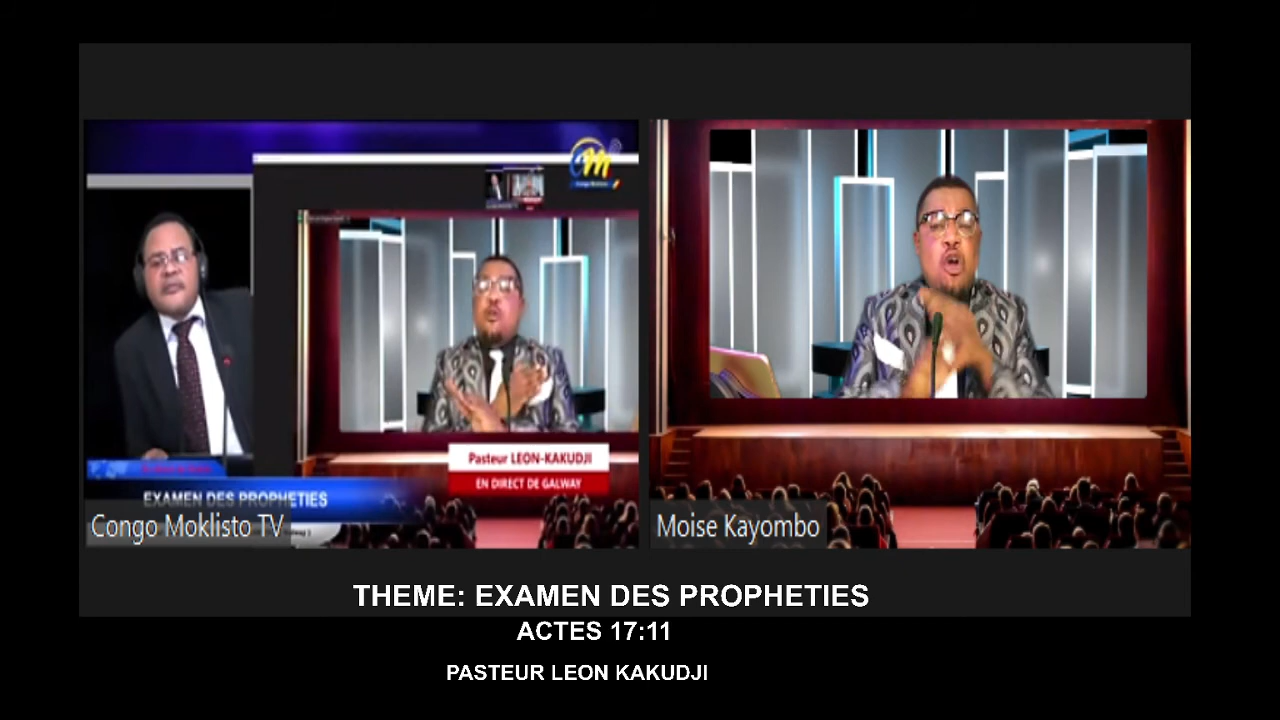 Pasteur LEON-KAKUDJI
EN DIRECT DE GALWAY
EXAMEN DES PROPHETIES
Congo Moklisto TV
Moise Kayombo
THEME: EXAMEN DES PROPHETIES
ACTES 17:11
PASTEUR LEON KAKUDJI